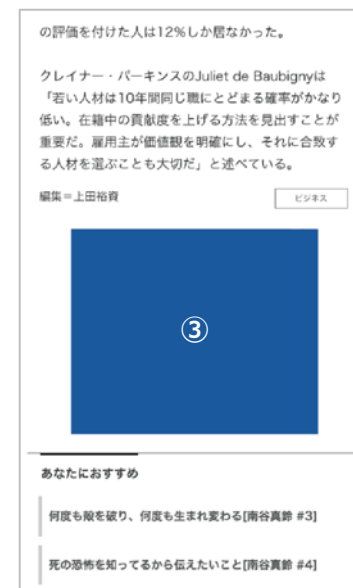 の評価を付けた人は12%しか居なかった。
クレイナー・パーキンスのJuliet de Baubignyは
「若い人材は10年間同じ職にとどまる確率がかなり
低い。在籍中の貢献度を上げる方法を見出すことが
重要だ。雇用主が価値観を明確にし、それに合致す
る人材を選ぶことも大切だ」と述べている。
編集＝上田裕資
ビジネス
③
あなたにおすすめ
何度も殻を破り、何度も生まれ変わる[南谷真鈴 #3]
死の恐怖を知ってるから伝えたいこと[南谷真鈴 #4]